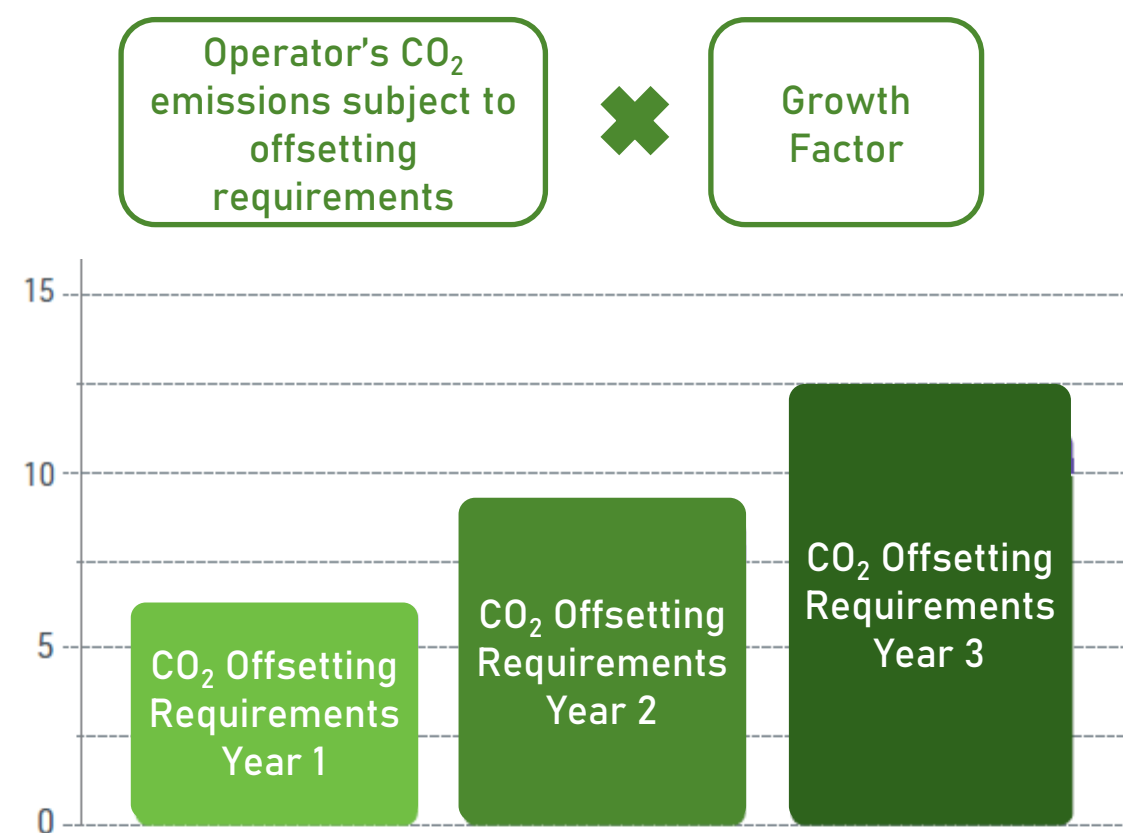 Operator’s CO₂
emissions subject to
offsetting
requirements
Growth
Factor
15
10
5
0
CO₂ Offsetting
Requirements
Year 1
CO₂ Offsetting
Requirements
Year 2
CO₂ Offsetting
Requirements
Year 3